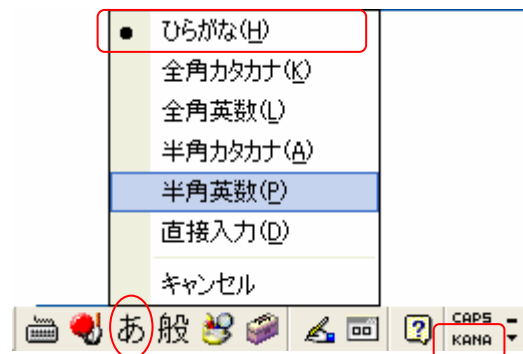 ひらがな(H)
全角カタカナ(K)
全角英数(L)
半角カタカナ(A)
半角英数(P)
直接入力(D)
キャンセル
あ 般 ? CAPS
KANA